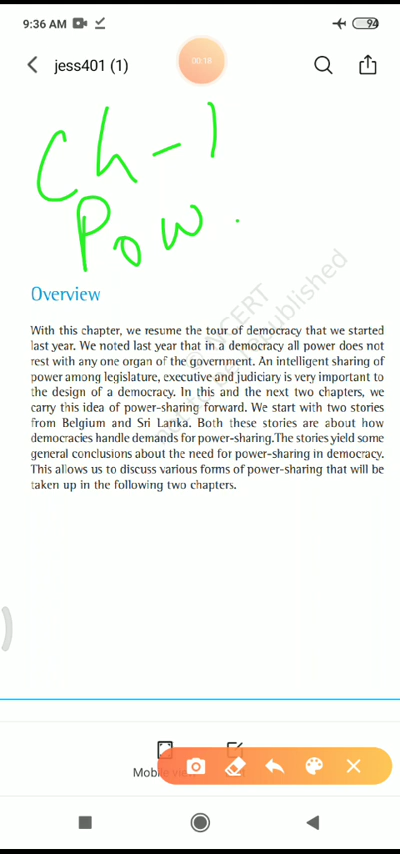 9:36 AM
94
jess401 (1)
00:18
Ch-1
Pow.
© NCERT
not to be republished
Overview
With this chapter, we resume the tour of democracy that we started
last year. We noted last year that in a democracy all power does not
rest with any one organ of the government. An intelligent sharing of
power among legislature, executive and judiciary is very important to
the design of a democracy. In this and the next two chapters, we
carry this idea of power-sharing forward. We start with two stories
from Belgium and Sri Lanka. Both these stories are about how
democracies handle demands for power-sharing.The stories yield some
general conclusions about the need for power-sharing in democracy.
This allows us to discuss various forms of power-sharing that will be
taken up in the following two chapters.